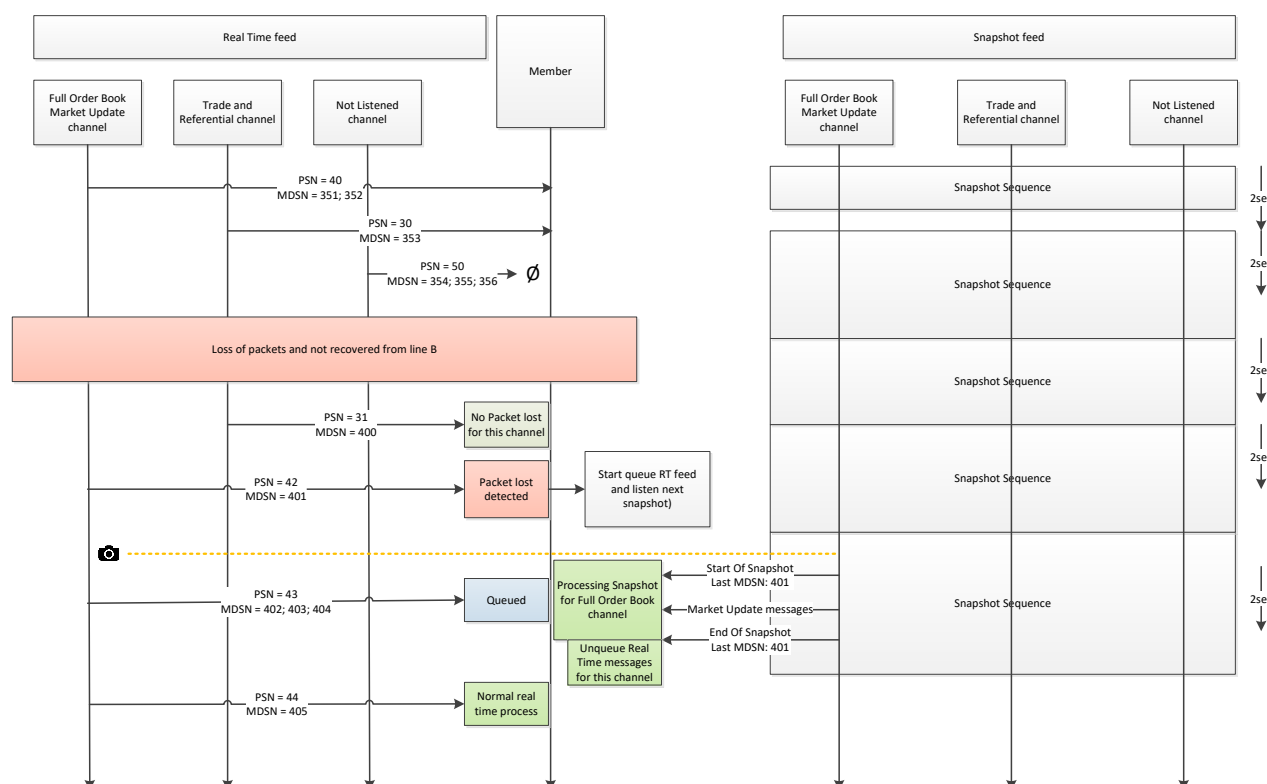 Real Time feed
Member
Snapshot feed
Full Order Book
Market Update
channel
Trade and
Referential channel
Not Listened
channel
Full Order Book
Market Update
channel
Trade and
Referential channel
Not Listened
channel
PSN = 40
MDSN = 351; 352
Snapshot Sequence
2se
PSN = 30
MDSN = 353
PSN = 50
MDSN = 354; 355; 356
Ø
Snapshot Sequence
2se
Loss of packets and not recovered from line B
Snapshot Sequence
2se
PSN = 31
MDSN = 400
No Packet lost
for this channel
PSN = 42
MDSN = 401
Packet lost
detected
Start queue RT feed
and listen next
snapshot)
Snapshot Sequence
2se
Start Of Snapshot
Last MDSN: 401
PSN = 43
MDSN = 402; 403; 404
Queued
Processing Snapshot
for Full Order Book
channel
Market Update messages
Snapshot Sequence
2se
End Of Snapshot
Last MDSN: 401
Unqueue Real
Time messages
for this channel
PSN = 44
MDSN = 405
Normal real
time process